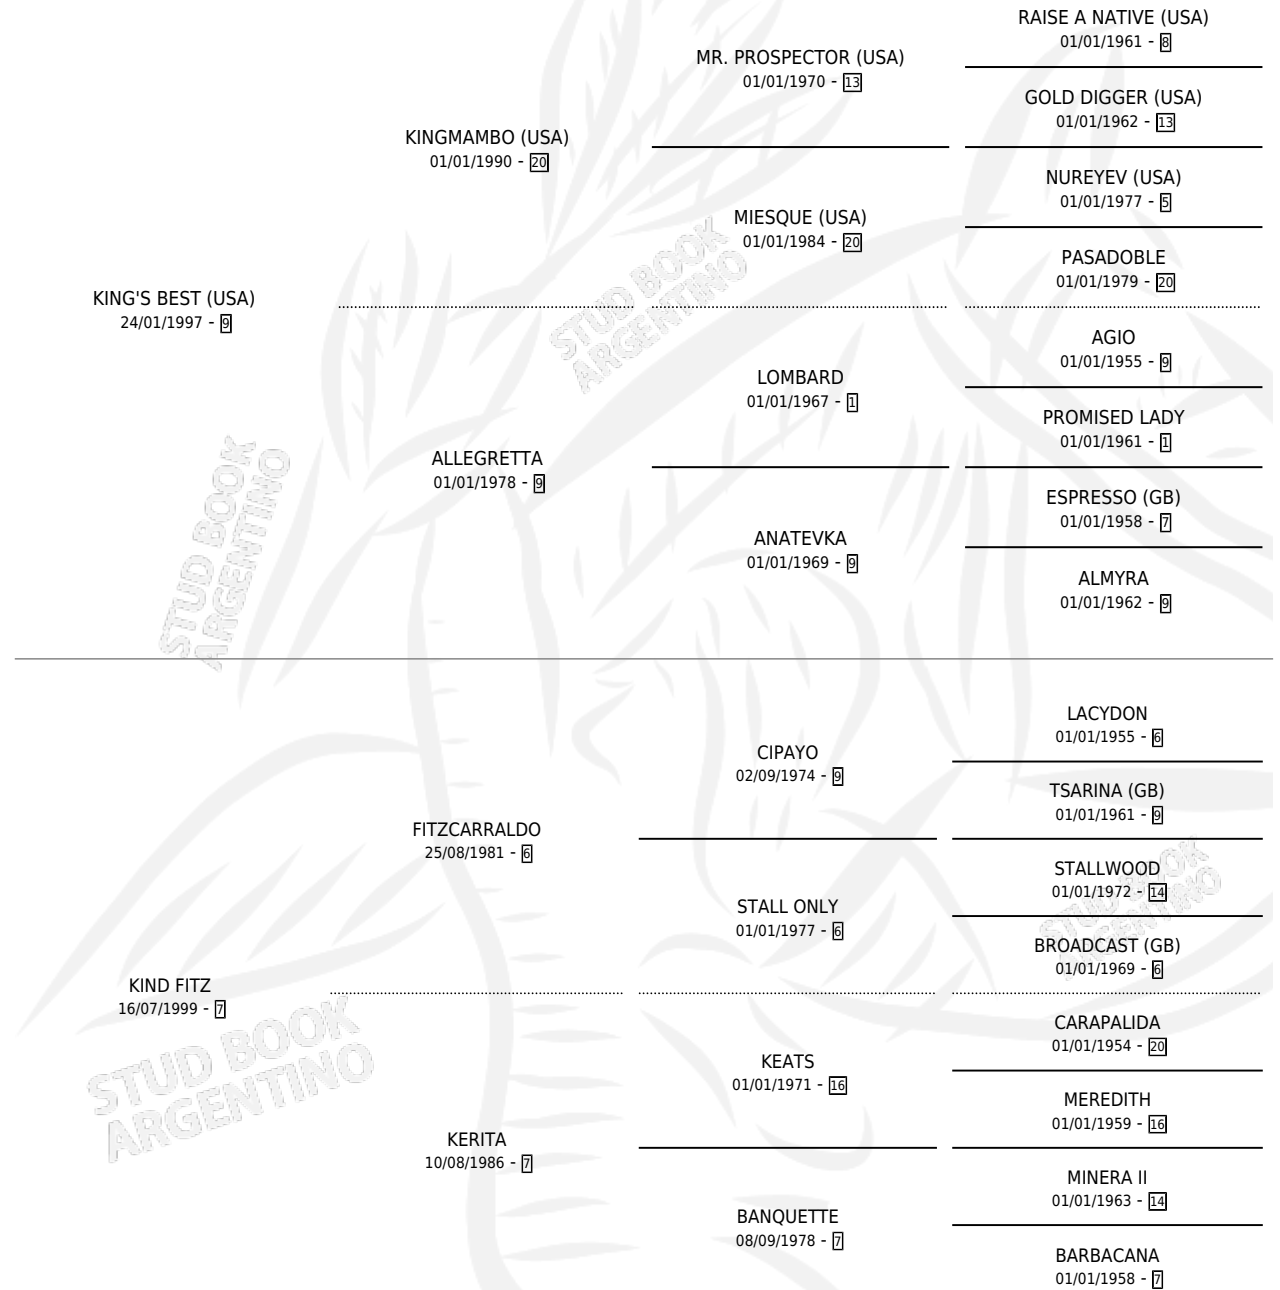 RAISE A NATIVE (USA)
01/01/1961 - 8
MR. PROSPECTOR (USA)
01/01/1970 - 13
GOLD DIGGER (USA)
01/01/1962 - 13
KINGMAMBO (USA)
01/01/1990 - 20
NUREYEV (USA)
01/01/1977 - 5
MIESQUE (USA)
01/01/1984 - 20
PASADOBLE
01/01/1979 - 20
KING'S BEST (USA)
24/01/1997 - 9
AGIO
01/01/1955 - 9
LOMBARD
01/01/1967 - 1
PROMISED LADY
01/01/1961 - 1
ALLEGRETTA
01/01/1978 - 9
ESPRESSO (GB)
01/01/1958 - 7
ANATEVKA
01/01/1969 - 9
ALMYRA
01/01/1962 - 9
STUD BOOK
ARGENTINO
STUD BOOK
ARGENTINO
LACYDON
01/01/1955 - 6
CIPAYO
02/09/1974 - 9
TSARINA (GB)
01/01/1961 - 9
FITZCARRALDO
25/08/1981 - 6
STALLWOOD
01/01/1972 - 14
STALL ONLY
01/01/1977 - 6
BROADCAST (GB)
01/01/1969 - 6
KIND FITZ
16/07/1999 - 7
CARAPALIDA
01/01/1954 - 20
KEATS
01/01/1971 - 16
MEREDITH
01/01/1959 - 16
KERITA
10/08/1986 - 7
MINERA II
01/01/1963 - 14
BANQUETTE
08/09/1978 - 7
BARBACANA
01/01/1958 - 7
STUD BOOK
ARGENTINO
STUD BOOK
ARGENTINO